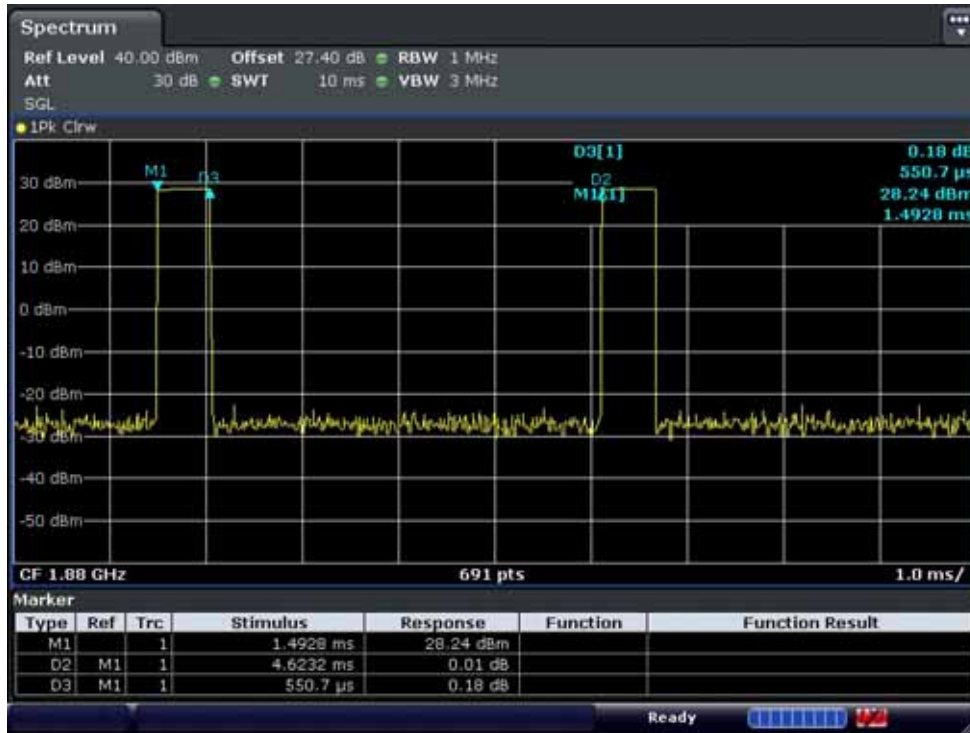 Spectrum
Ref Level 40.00 dBm Offset 27.40 dB RBW 1 MHz
Att 30 dB SWT 10 ms VBW 3 MHz
SGL
1Pk Clrw
D3[1] 0.18 dB
550.7 µs
M1[1] 28.24 dBm
1.4928 ms
M1
D3
D2
30 dBm
20 dBm
10 dBm
0 dBm
-10 dBm
-20 dBm
-30 dBm
-40 dBm
-50 dBm
CF 1.88 GHz 691 pts 1.0 ms/
Marker
Type Ref Trc Stimulus Response Function Function Result
M1 1 1.4928 ms 28.24 dBm
D2 M1 1 4.6232 ms 0.01 dB
D3 M1 1 550.7 µs 0.18 dB
Ready